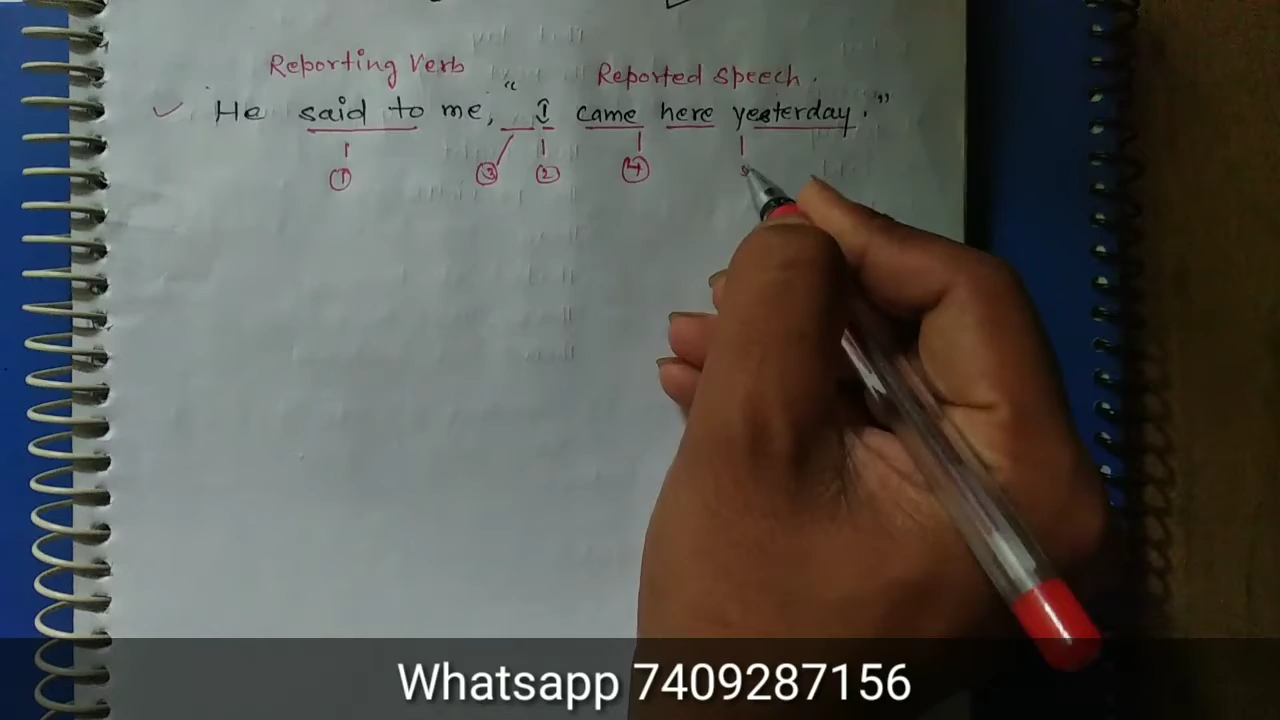 Reporting Verb Reported speech.
He said to me, " I came here yesterday."
① ③ ② ④
Whatsapp 7409287156